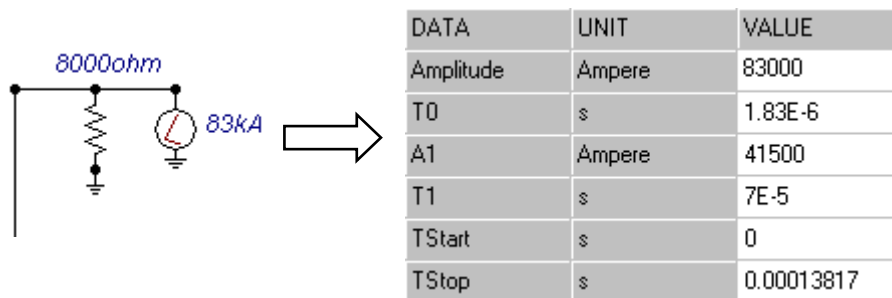 8000ohm
83kA
DATA UNIT VALUE
Amplitude Ampere 83000
T0 s 1.83E-6
A1 Ampere 41500
T1 s 7E-5
TStart s 0
TStop s 0.00013817